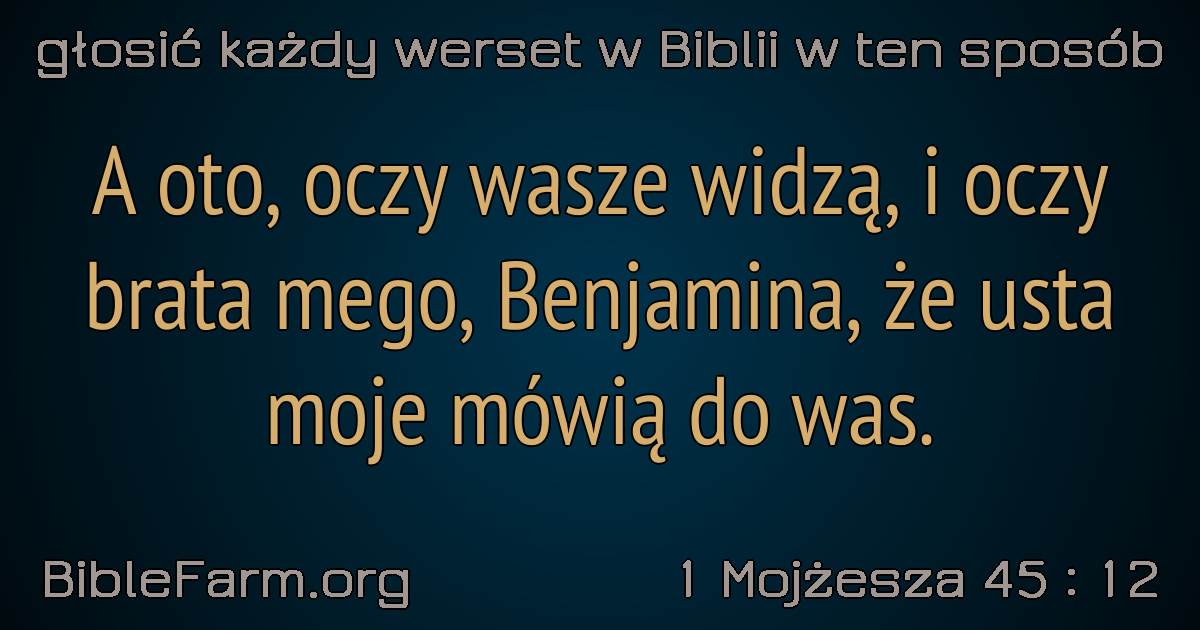 głosić każdy werset w Biblii w ten sposób
A oto, oczy wasze widzą, i oczy
brata mego, Benjamina, że usta
moje mówią do was.
BibleFarm.org
1 Mojżesza 45 : 12